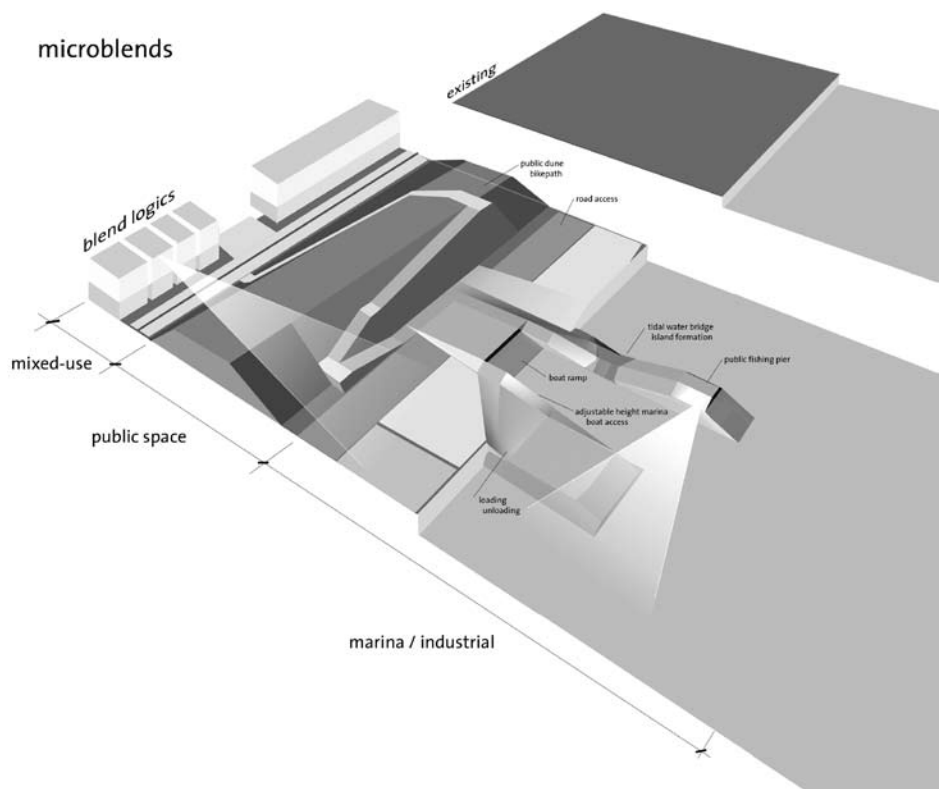 microblends
existing
public dune
bikepath
road access
blend logics
tidal water bridge
island formation
public fishing pier
boat ramp
adjustable height marina
boat access
loading
unloading
mixed-use
public space
marina / industrial